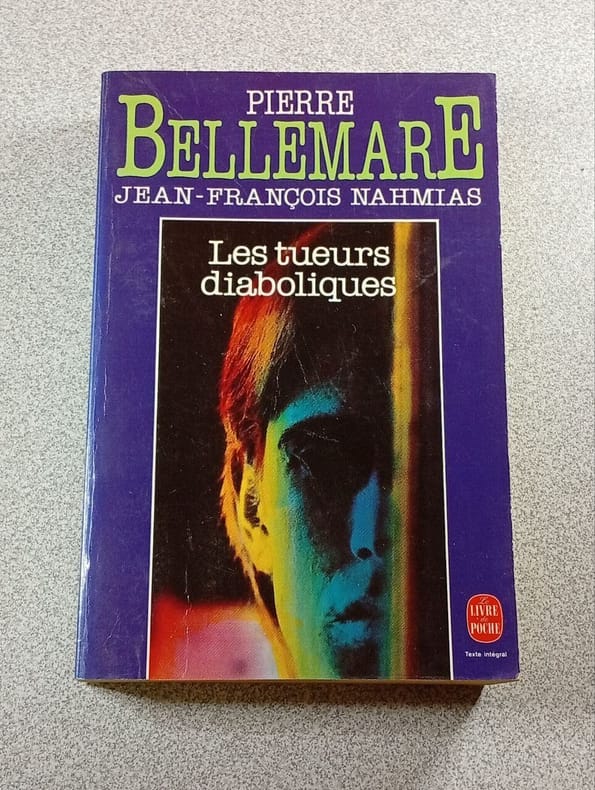 PIERRE
BELLEMARE
JEAN-FRANÇOIS NAHMIAS
Les tueurs
diaboliques
Le
LIVRE
de
POCHE
Texte intégral